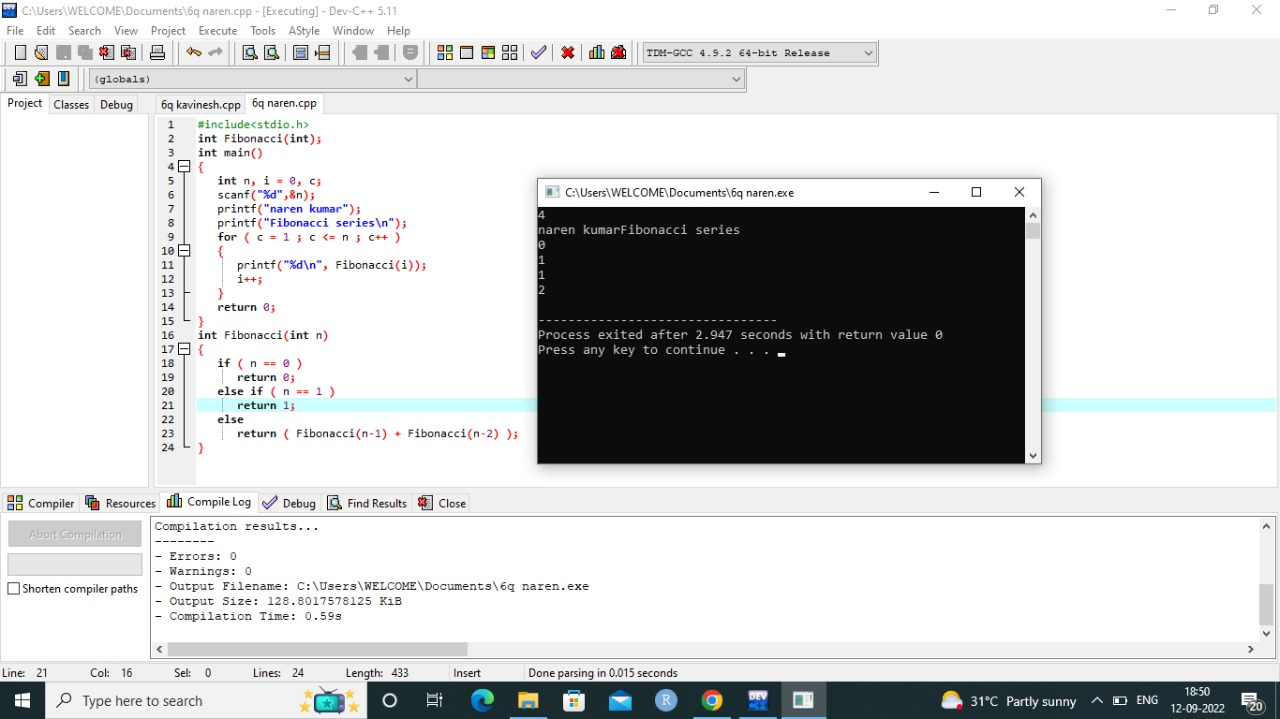 C:\Users\WELCOME\Documents\6q naren.cpp - [Executing] - Dev-C++ 5.11
File Edit Search View Project Execute Tools AStyle Window Help
TDM-GCC 4.9.2 64-bit Release
(globals)
Project Classes Debug 6q kavinesh.cpp 6q naren.cpp
1 #include<stdio.h>
2 int Fibonacci(int);
3 int main()
4 {
5 int n, i = 0, c;
6 scanf("%d",&n);
7 printf("naren kumar");
8 printf("Fibonacci series\n");
9 for ( c = 1 ; c <= n ; c++ )
10 {
11 printf("%d\n", Fibonacci(i));
12 i++;
13 }
14 return 0;
15 }
16 int Fibonacci(int n)
17 {
18 if ( n == 0 )
19 return 0;
20 else if ( n == 1 )
21 return 1;
22 else
23 return ( Fibonacci(n-1) + Fibonacci(n-2) );
24 }
C:\Users\WELCOME\Documents\6q naren.exe
4
naren kumarFibonacci series
0
1
1
2
--------------------------------
Process exited after 2.947 seconds with return value 0
Press any key to continue . . .
Compiler Resources Compile Log Debug Find Results Close
Abort Compilation
Shorten compiler paths
Compilation results...
--------
- Errors: 0
- Warnings: 0
- Output Filename: C:\Users\WELCOME\Documents\6q naren.exe
- Output Size: 128.8017578125 KiB
- Compilation Time: 0.59s
Line: 21 Col: 16 Sel: 0 Lines: 24 Length: 433 Insert Done parsing in 0.015 seconds
Type here to search
R
DEV
31°C Partly sunny
ENG
18:50
12-09-2022
20